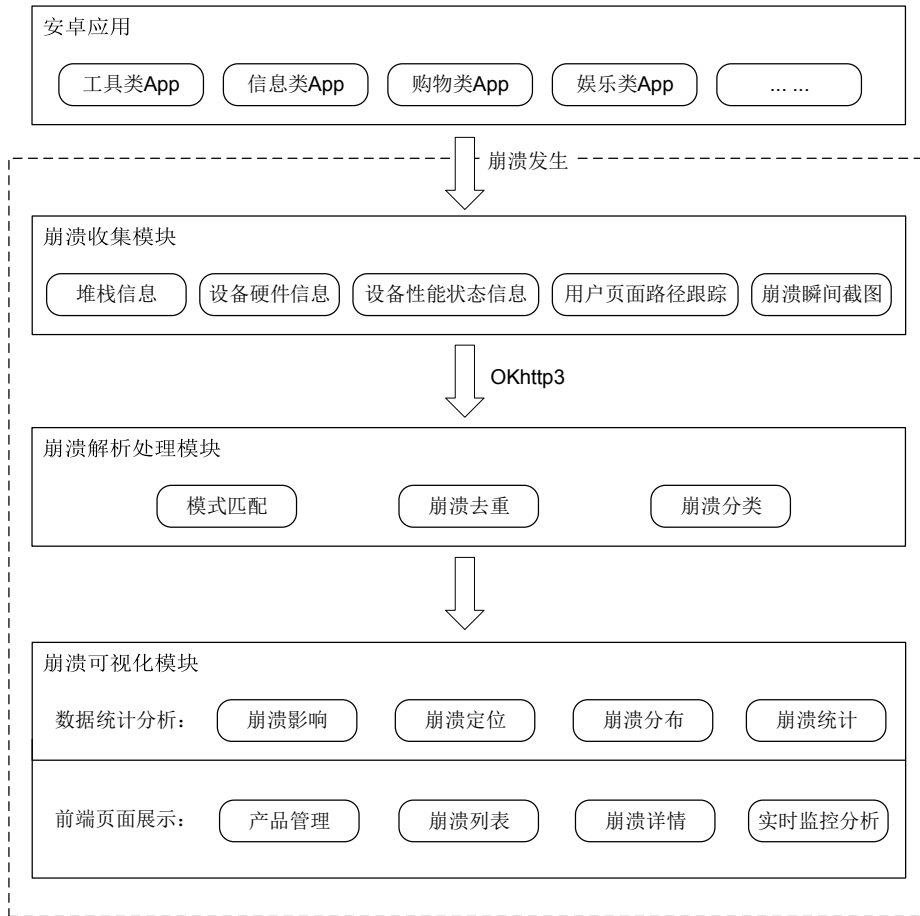 安卓应用
工具类App 信息类App 购物类App 娱乐类App ... ...
崩溃发生
崩溃收集模块
堆栈信息 设备硬件信息 设备性能状态信息 用户页面路径跟踪 崩溃瞬间截图
OKhttp3
崩溃解析处理模块
模式匹配 崩溃去重 崩溃分类
崩溃可视化模块
数据统计分析： 崩溃影响 崩溃定位 崩溃分布 崩溃统计
前端页面展示： 产品管理 崩溃列表 崩溃详情 实时监控分析